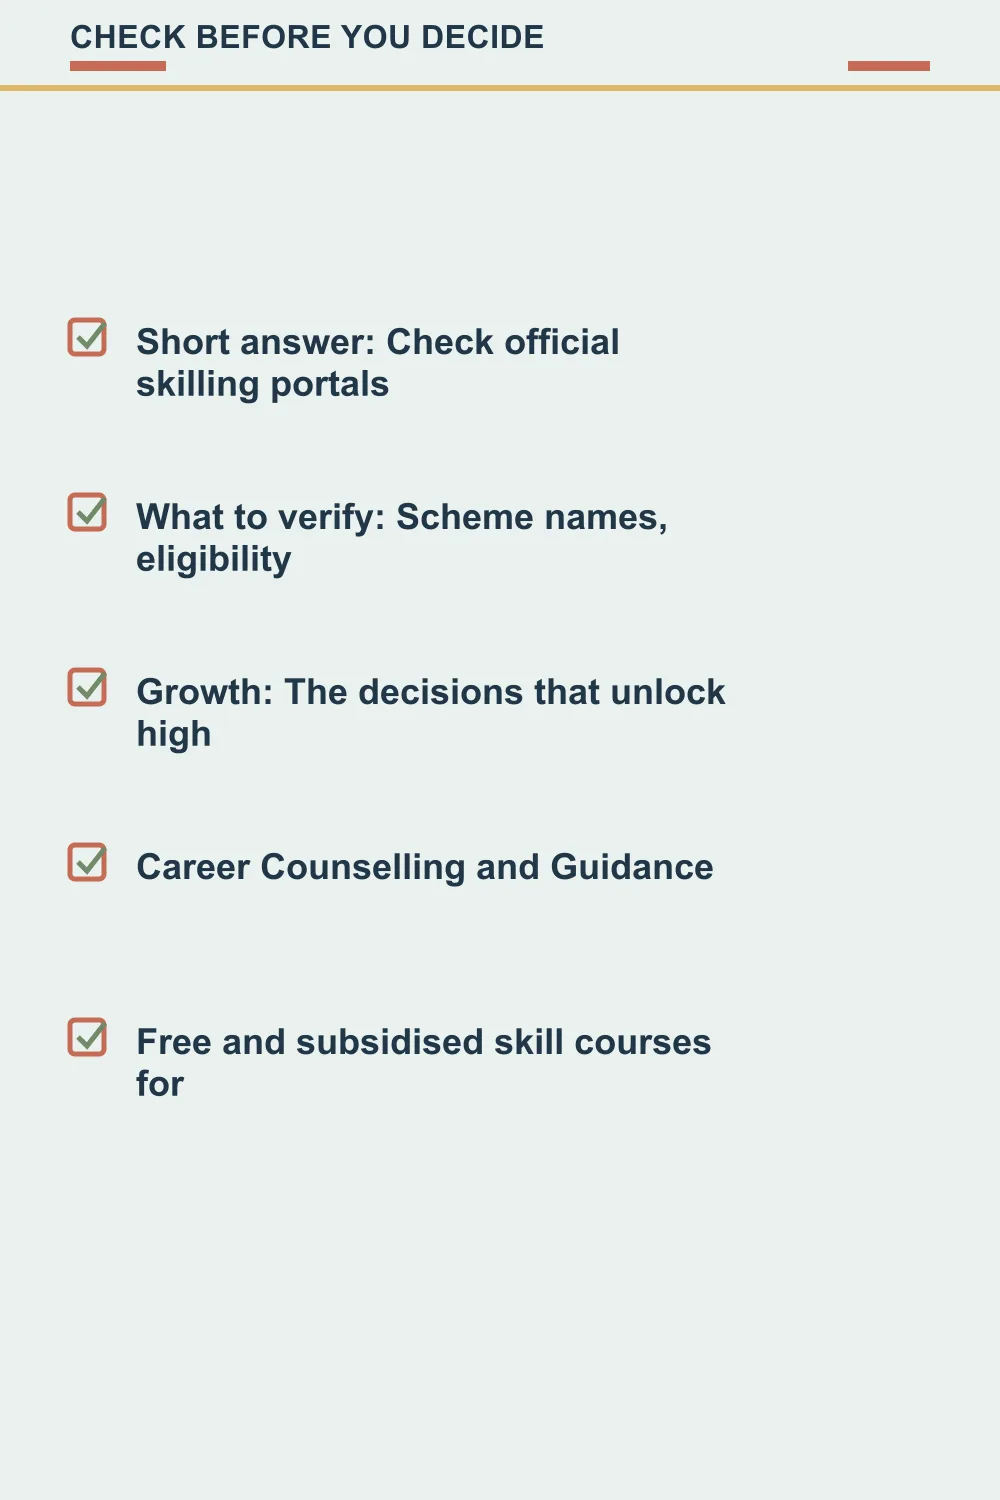 CHECK BEFORE YOU DECIDE
Short answer: Check official
skilling portals
What to verify: Scheme names,
eligibility
Growth: The decisions that unlock
high
Career Counselling and Guidance
Free and subsidised skill courses
for